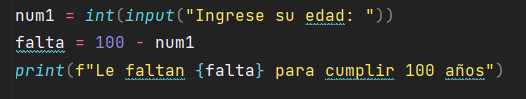 num1 = int(input("Ingrese su edad: "))
falta = 100 - num1
print(f"Le faltan {falta} para cumplir 100 años")